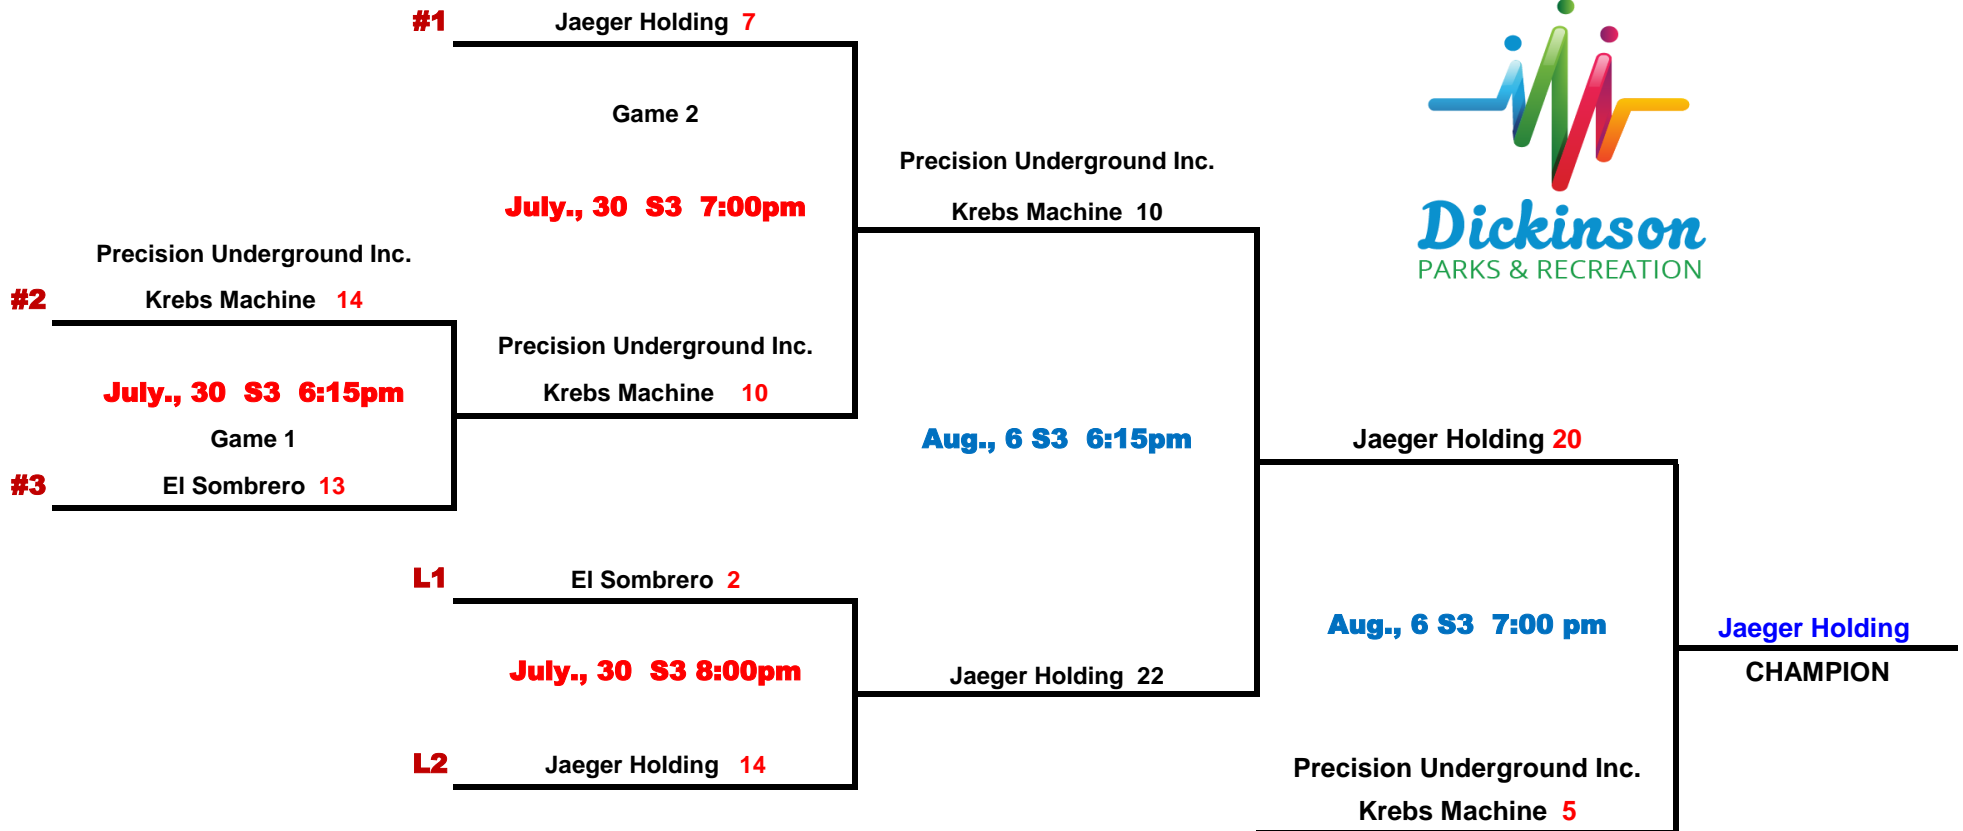 #1 Jaeger Holding 7
Game 2
Precision Underground Inc.
July., 30 S3 7:00pm
Krebs Machine 10
Dickinson
PARKS & RECREATION
Precision Underground Inc.
#2 Krebs Machine 14
Precision Underground Inc.
July., 30 S3 6:15pm
Krebs Machine 10
Game 1
Aug., 6 S3 6:15pm
Jaeger Holding 20
#3 El Sombrero 13
L1 El Sombrero 2
Aug., 6 S3 7:00 pm
Jaeger Holding
CHAMPION
July., 30 S3 8:00pm
Jaeger Holding 22
L2 Jaeger Holding 14
Precision Underground Inc.
Krebs Machine 5